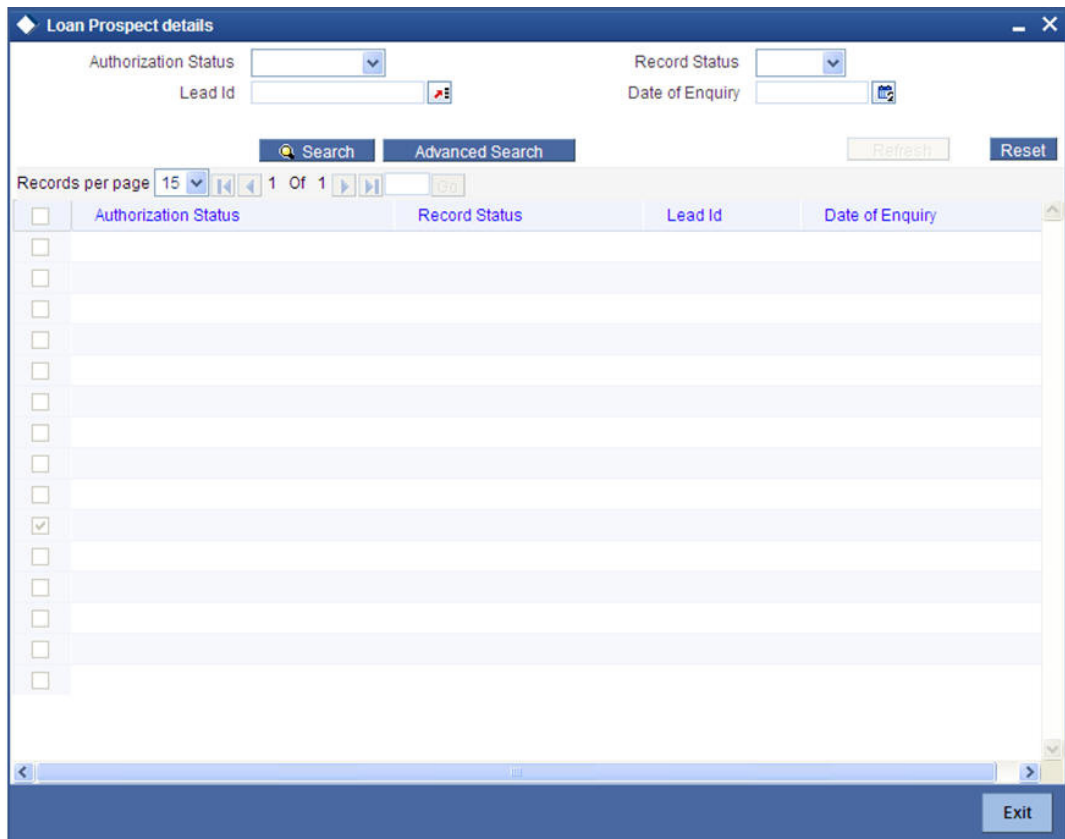 Loan Prospect details
Authorization Status Record Status
Lead Id Date of Enquiry
Search Advanced Search Refresh Reset
Records per page 15 1 Of 1 Go
Authorization Status Record Status Lead Id Date of Enquiry
Exit